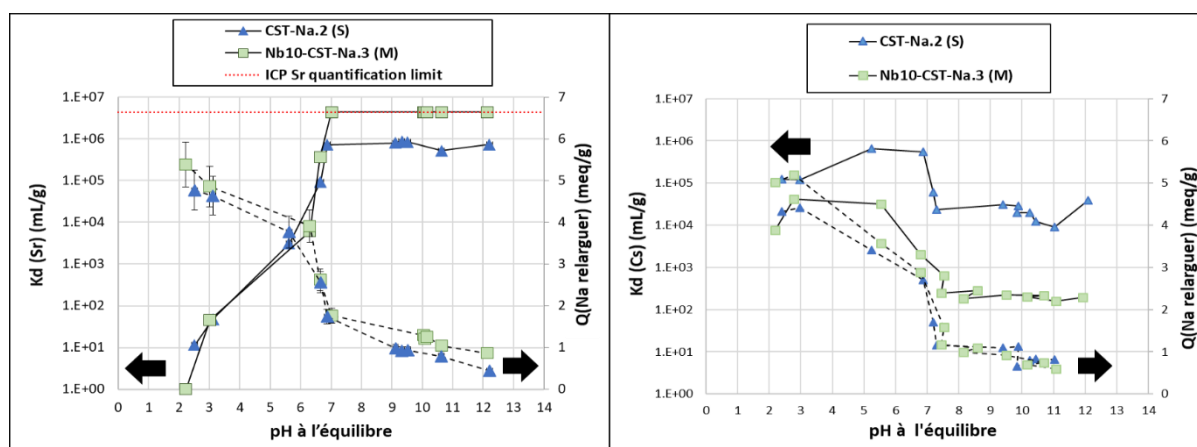 CST-Na.2 (S)
Nb10-CST-Na.3 (M)
ICP Sr quantification limit
1.E+07
1.E+06
1.E+05
1.E+04
1.E+03
1.E+02
1.E+01
1.E+00
Kd (Sr) (mL/g)
7
6
5
4
3
2
1
0
Q(Na relarguer) (meq/g)
0 1 2 3 4 5 6 7 8 9 10 11 12 13 14
pH à l’équilibre
CST-Na.2 (S)
Nb10-CST-Na.3 (M)
1.E+07
1.E+06
1.E+05
1.E+04
1.E+03
1.E+02
1.E+01
1.E+00
Kd (Cs) (mL/g)
7
6
5
4
3
2
1
0
Q(Na relarguer) (meq/g)
0 1 2 3 4 5 6 7 8 9 10 11 12 13 14
pH à l'équilibre